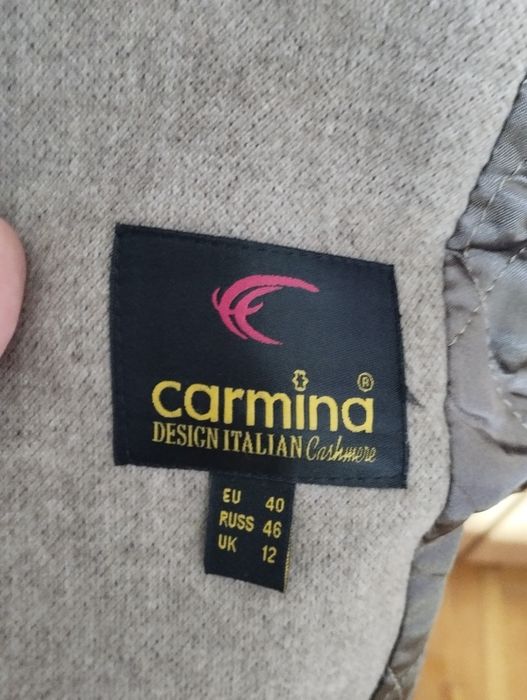 carmina ®
DESIGN ITALIAN Cashmere
EU 40
RUSS 46
UK 12